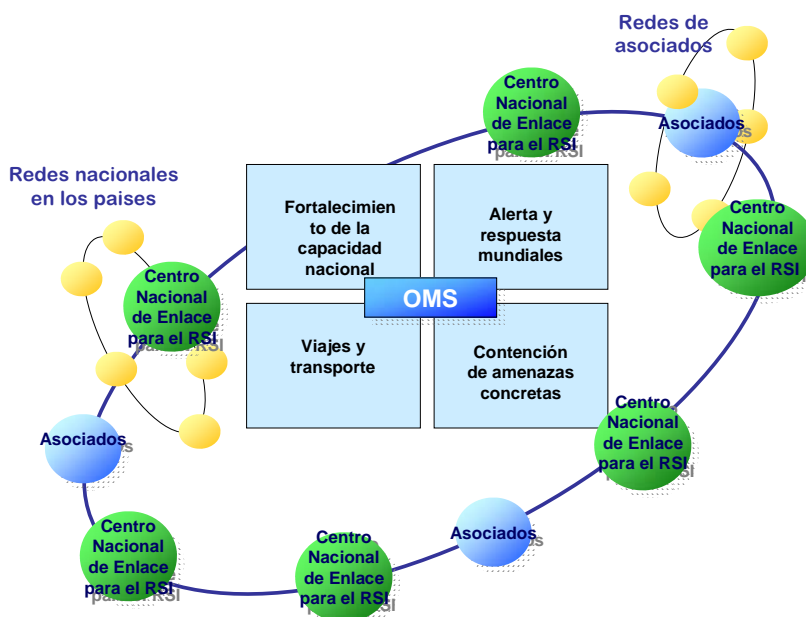 Redes de
asociados
Centro
Nacional
de Enlace
para el RSI
Asociados
Redes nacionales
en los paises
Fortalecimien
to de la
capacidad
nacional
Alerta y
respuesta
mundiales
Centro
Nacional
de Enlace
para el RSI
Centro
Nacional
de Enlace
para el RSI
OMS
Viajes y
transporte
Contención
de amenazas
concretas
Centro
Nacional
de Enlace
para el RSI
Asociados
Centro
Nacional
de Enlace
para el RSI
Centro
Nacional
de Enlace
para el RSI
Asociados